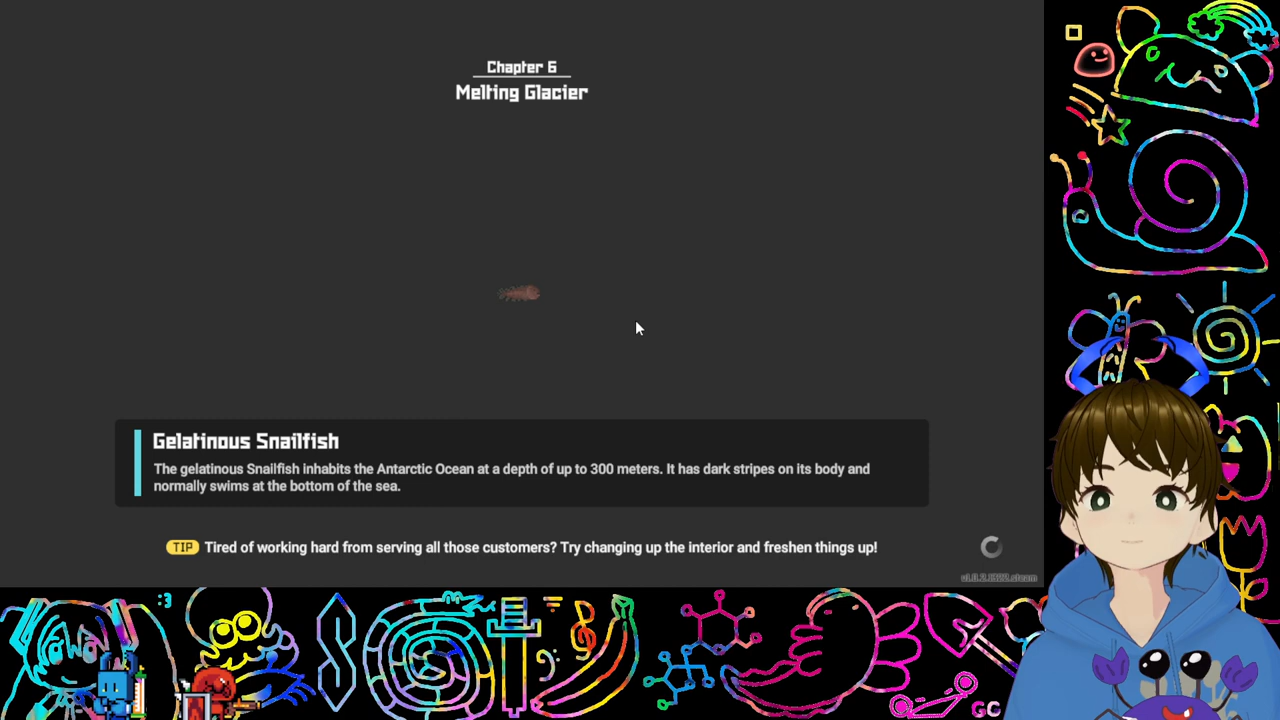 Chapter 6
Melting Glacier
Gelatinous Snailfish
The gelatinous Snailfish inhabits the Antarctic Ocean at a depth of up to 300 meters. It has dark stripes on its body and
normally swims at the bottom of the sea.
TIP Tired of working hard from serving all those customers? Try changing up the interior and freshen things up!
:3